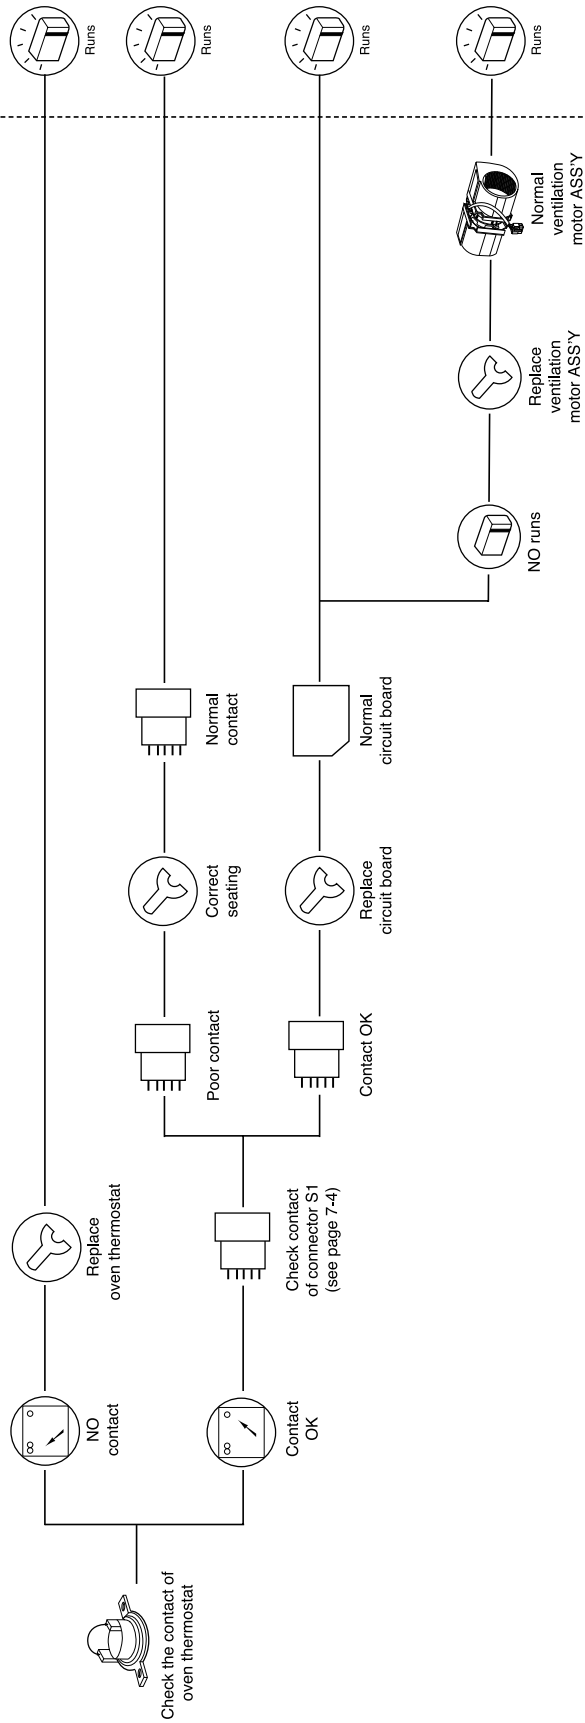 Check the contact of
oven thermostat
NO
contact
Replace
oven thermostat
Runs
Contact
OK
Check contact
of connector S1
(see page 7-4)
Poor contact
Correct
seating
Normal
contact
Runs
Contact OK
Replace
circuit board
Normal
circuit board
Runs
NO runs
Replace
ventilation
motor ASS'Y
Normal
ventilation
motor ASS'Y
Runs